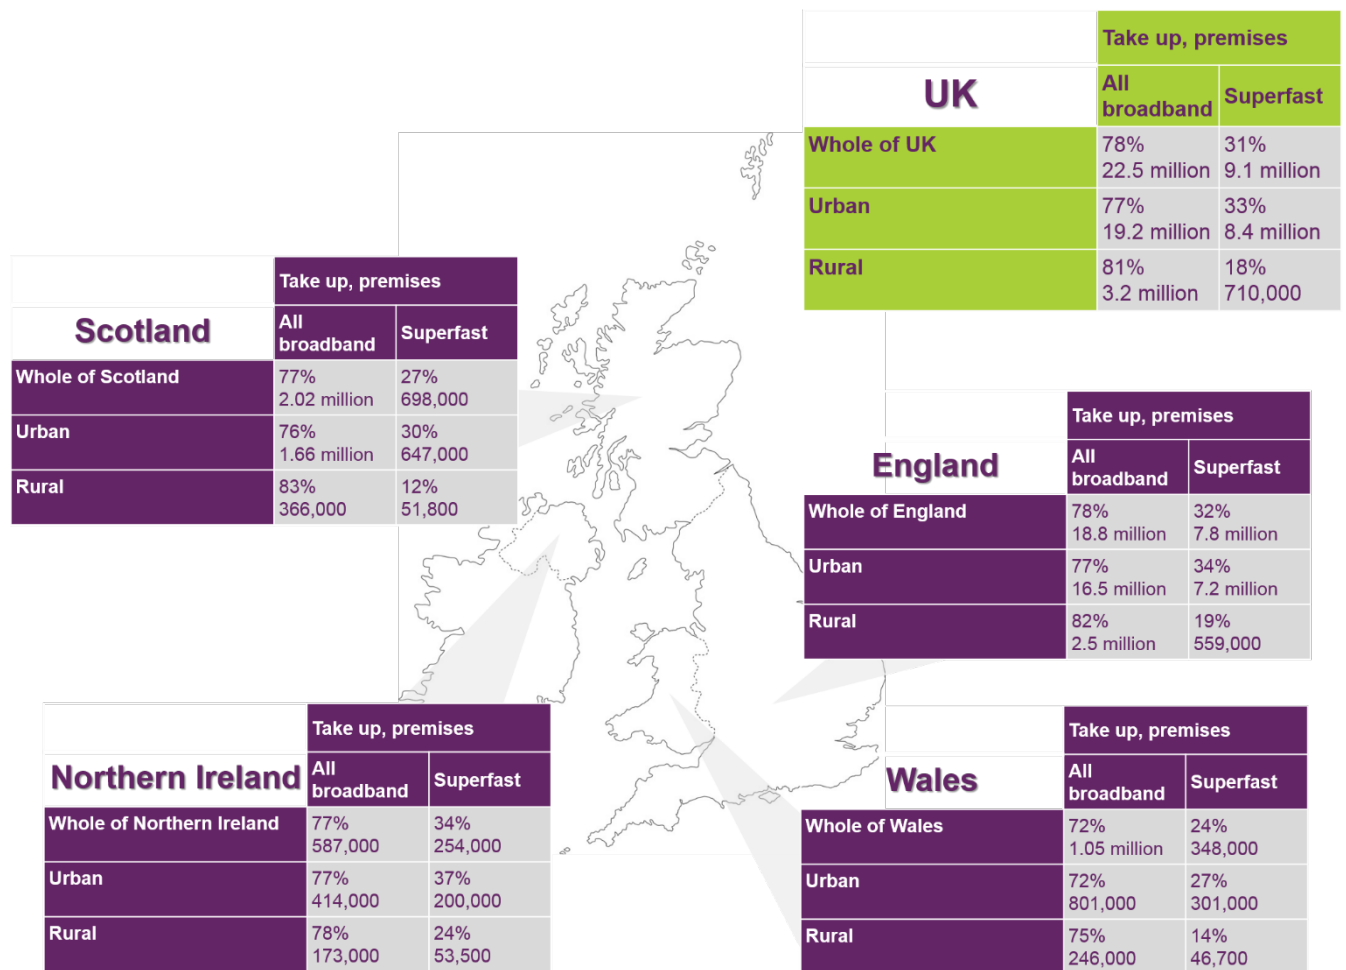 Take up, premises
UK
All broadband
Superfast
Whole of UK
78%
22.5 million
31%
9.1 million
Urban
77%
19.2 million
33%
8.4 million
Rural
81%
3.2 million
18%
710,000
Take up, premises
Scotland
All broadband
Superfast
Whole of Scotland
77%
2.02 million
27%
698,000
Urban
76%
1.66 million
30%
647,000
Rural
83%
366,000
12%
51,800
Take up, premises
England
All broadband
Superfast
Whole of England
78%
18.8 million
32%
7.8 million
Urban
77%
16.5 million
34%
7.2 million
Rural
82%
2.5 million
19%
559,000
Take up, premises
Northern Ireland
All broadband
Superfast
Whole of Northern Ireland
77%
587,000
34%
254,000
Urban
77%
414,000
37%
200,000
Rural
78%
173,000
24%
53,500
Take up, premises
Wales
All broadband
Superfast
Whole of Wales
72%
1.05 million
24%
348,000
Urban
72%
801,000
27%
301,000
Rural
75%
246,000
14%
46,700